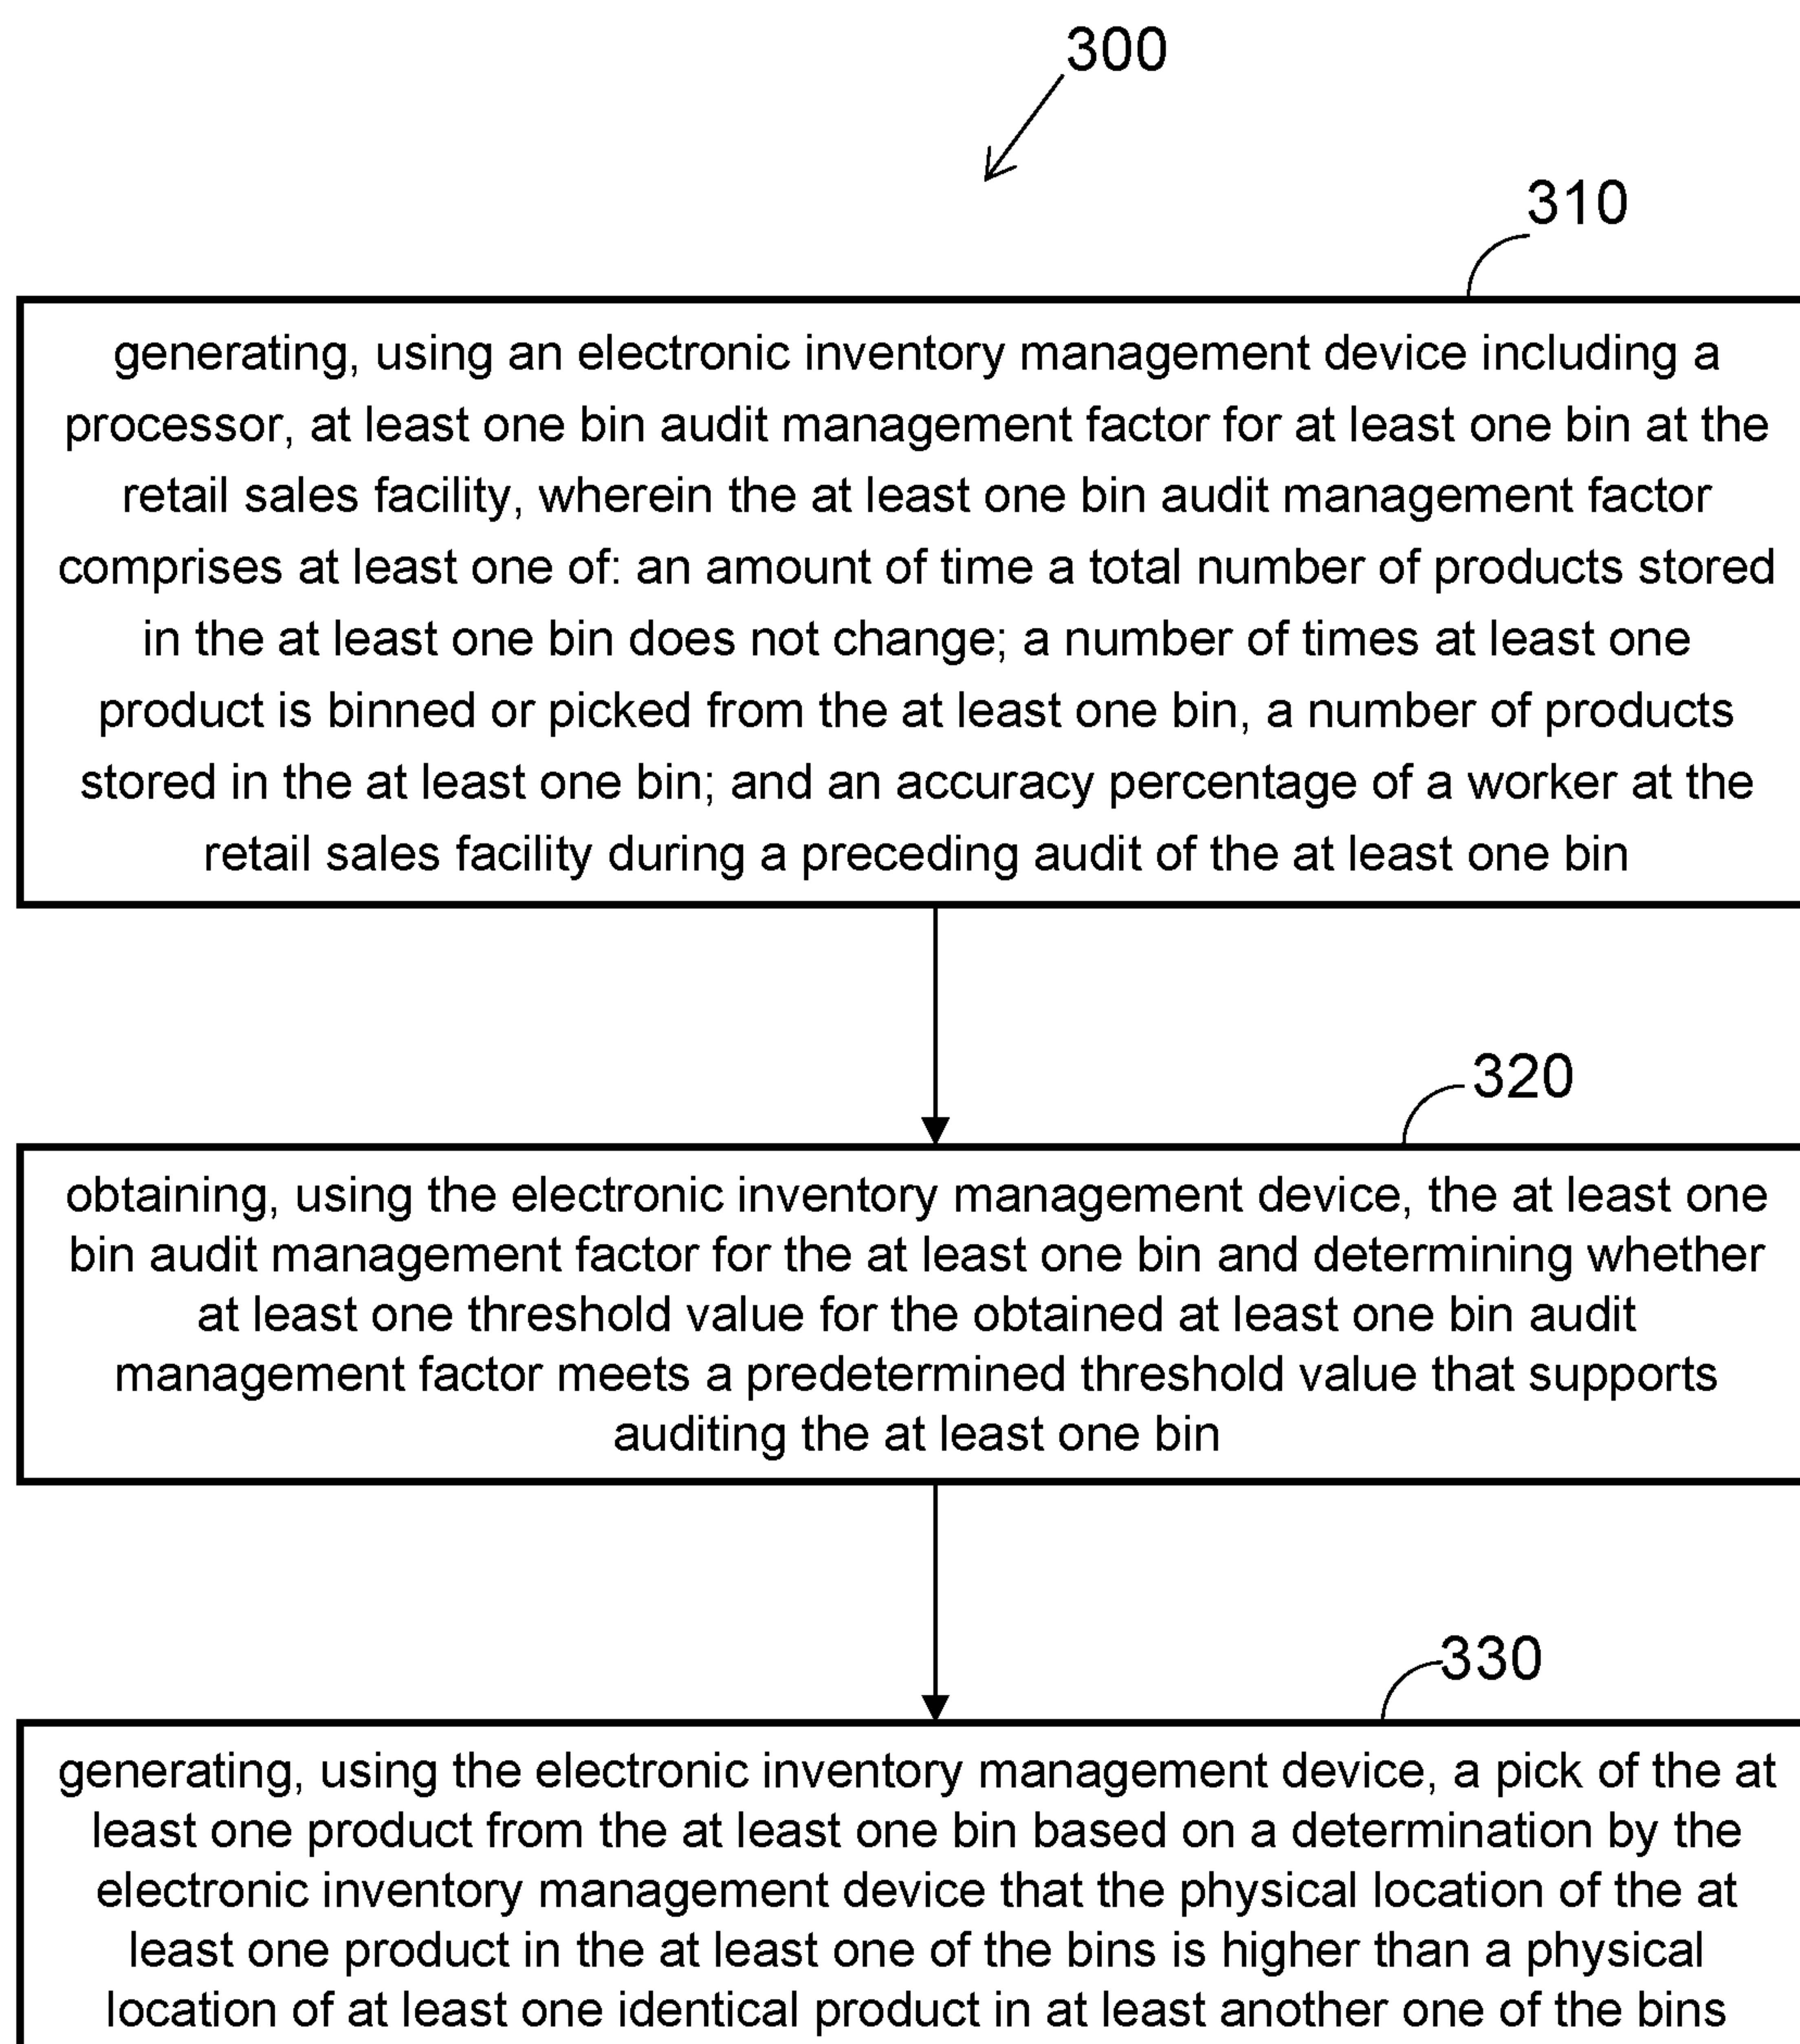 300
310
generating, using an electronic inventory management device including a
processor, at least one bin audit management factor for at least one bin at the
retail sales facility, wherein the at least one bin audit management factor
comprises at least one of: an amount of time a total number of products stored
in the at least one bin does not change; a number of times at least one
product is binned or picked from the at least one bin, a number of products
stored in the at least one bin; and an accuracy percentage of a worker at the
retail sales facility during a preceding audit of the at least one bin
320
obtaining, using the electronic inventory management device, the at least one
bin audit management factor for the at least one bin and determining whether
at least one threshold value for the obtained at least one bin audit
management factor meets a predetermined threshold value that supports
auditing the at least one bin
330
generating, using the electronic inventory management device, a pick of the at
least one product from the at least one bin based on a determination by the
electronic inventory management device that the physical location of the at
least one product in the at least one of the bins is higher than a physical
location of at least one identical product in at least another one of the bins